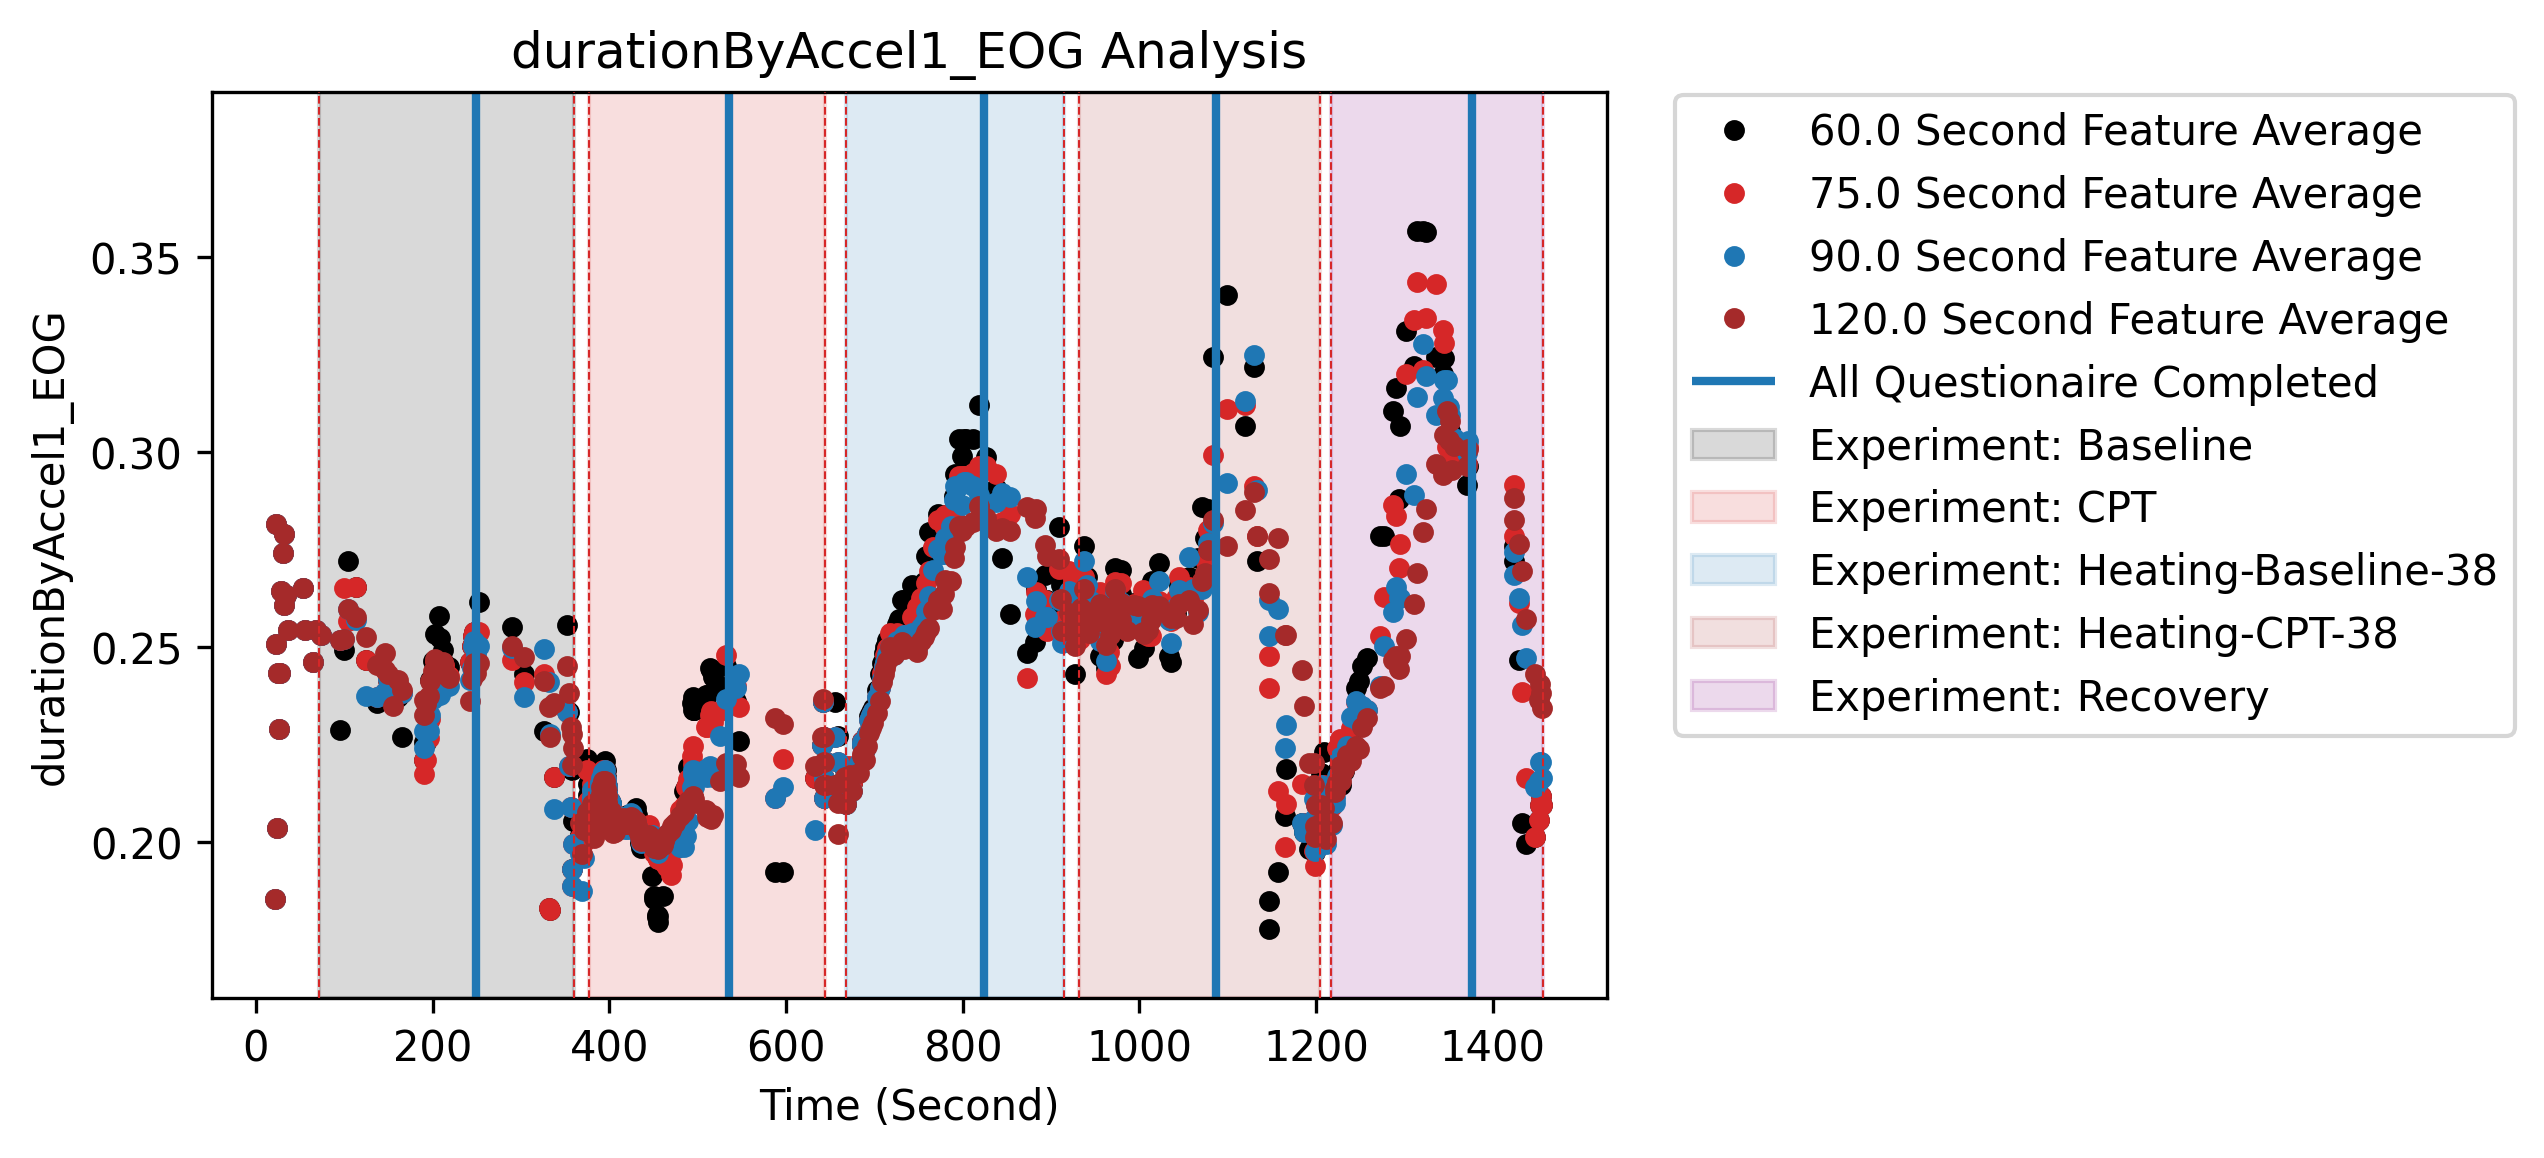 durationByAccel1_EOG Analysis
durationByAccel1_EOG
0.35
0.30
0.25
0.20
0
200
400
600
800
1000
1200
1400
Time (Second)
60.0 Second Feature Average
75.0 Second Feature Average
90.0 Second Feature Average
120.0 Second Feature Average
All Questionaire Completed
Experiment: Baseline
Experiment: CPT
Experiment: Heating-Baseline-38
Experiment: Heating-CPT-38
Experiment: Recovery